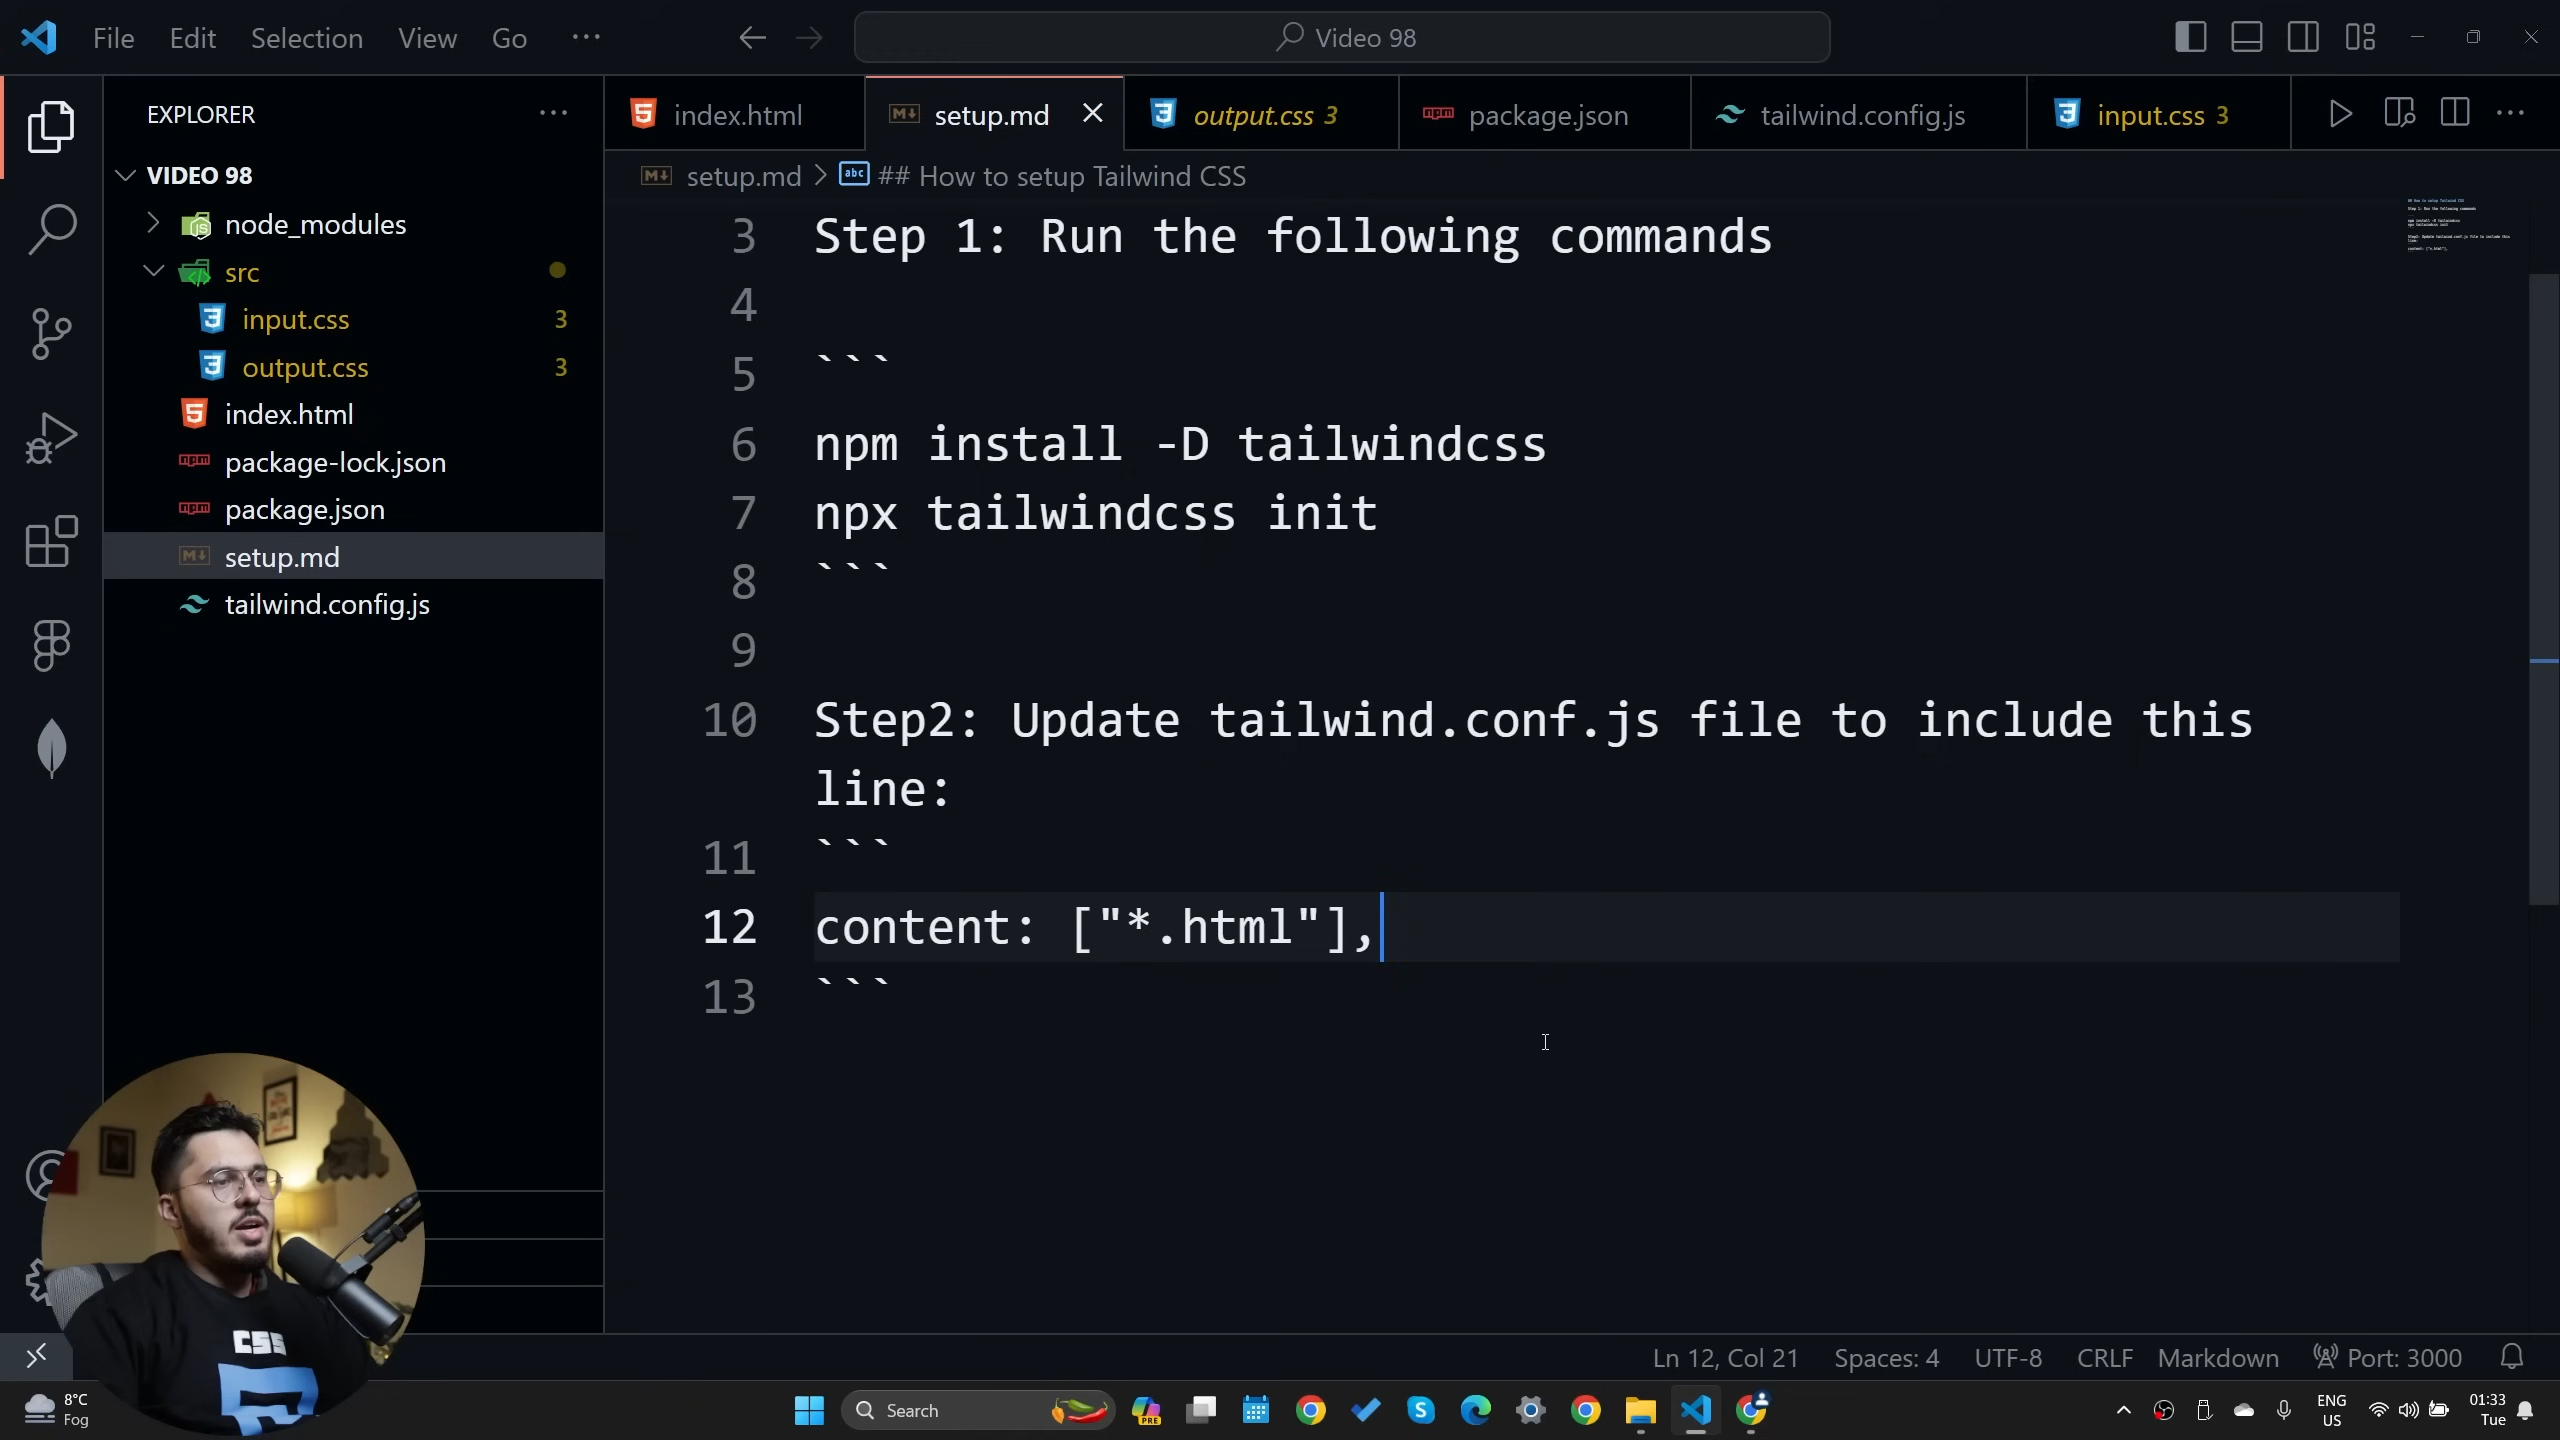 File Edit Selection View Go ··· Video 98
EXPLORER ···
VIDEO 98
node_modules
src
input.css 3
output.css 3
index.html
package-lock.json
package.json
setup.md
tailwind.config.js
index.html setup.md output.css 3 package.json tailwind.config.js input.css 3 ···
setup.md > ## How to setup Tailwind CSS
3 Step 1: Run the following commands
4
5 ```
6 npm install -D tailwindcss
7 npx tailwindcss init
8 ```
9
10 Step2: Update tailwind.conf.js file to include this
line:
11 ```
12 content: ["*.html"],
13 ```
CSS
Ln 12, Col 21 Spaces: 4 UTF-8 CRLF Markdown Port: 3000
8°C
Fog
Search
PRE
ENG
US
01:33
Tue